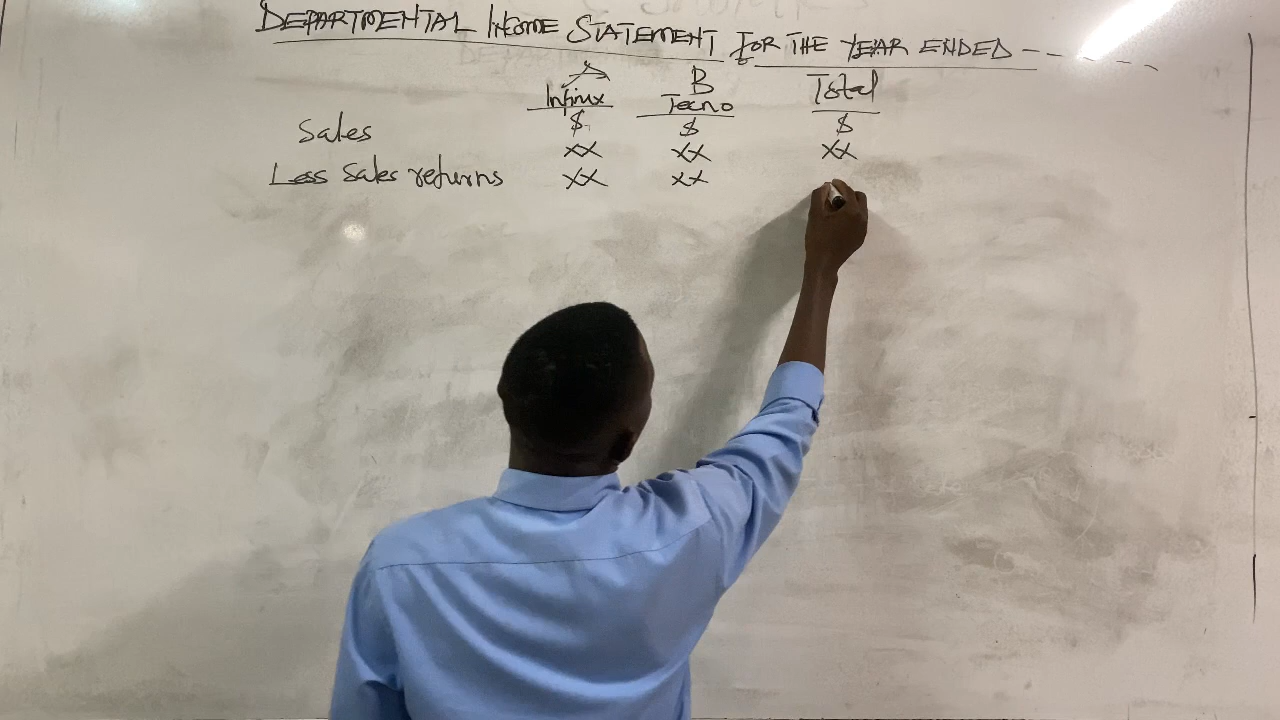 DEPARTMENTAL INCOME STATEMENT FOR THE YEAR ENDED -----
A B Total
Infinix Tecno
$ $ $
Sales XX XX XX
Less Sales returns XX XX